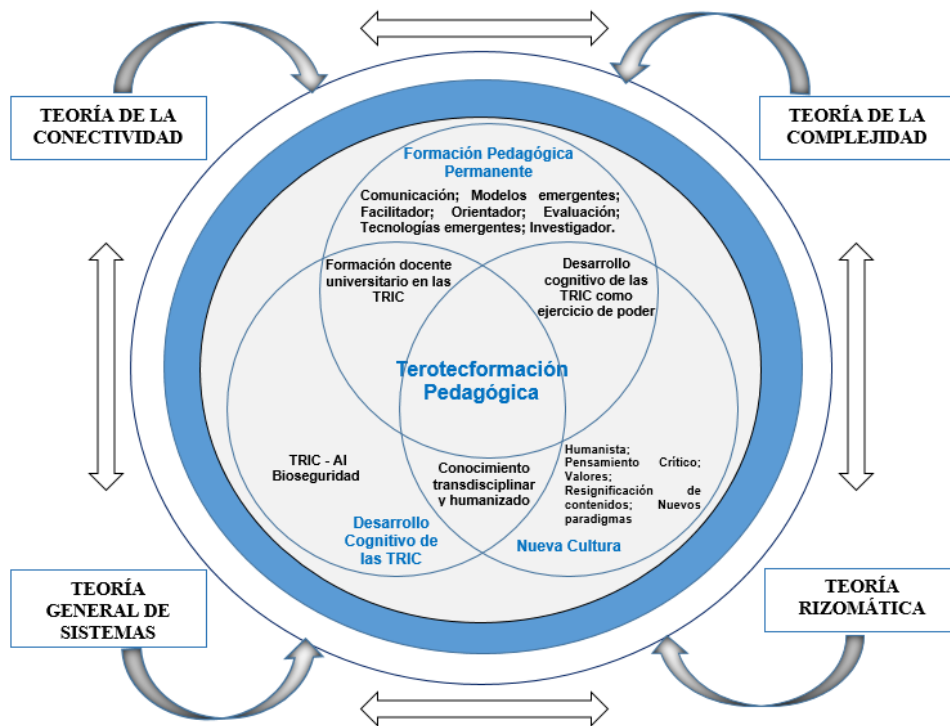 TEORÍA DE LA
CONECTIVIDAD
TEORÍA DE LA
COMPLEJIDAD
Formación Pedagógica
Permanente
Comunicación; Modelos emergentes;
Facilitador; Orientador; Evaluación;
Tecnologías emergentes; Investigador.
Formación docente
universitario en las
TRIC
Desarrollo
cognitivo de las
TRIC como
ejercicio de poder
Terotecformación
Pedagógica
TRIC - AI
Bioseguridad
Conocimiento
transdisciplinar
y humanizado
Humanista;
Pensamiento Crítico;
Valores;
Resignificación de
contenidos; Nuevos
paradigmas
Desarrollo
Cognitivo de
las TRIC
Nueva Cultura
TEORÍA
GENERAL DE
SISTEMAS
TEORÍA
RIZOMÁTICA